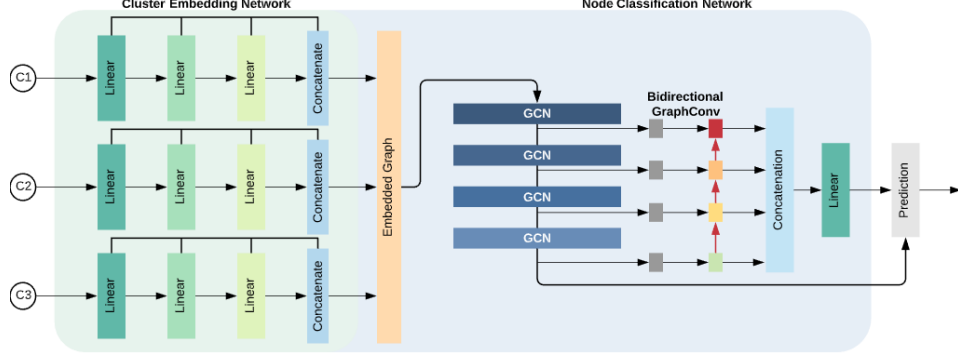 Cluster Embedding Network
Node Classification Network
C1
Linear
Linear
Linear
Concatenate
C2
Linear
Linear
Linear
Concatenate
C3
Linear
Linear
Linear
Concatenate
Embedded Graph
GCN
GCN
GCN
GCN
Bidirectional
GraphConv
Concatenation
Linear
Prediction